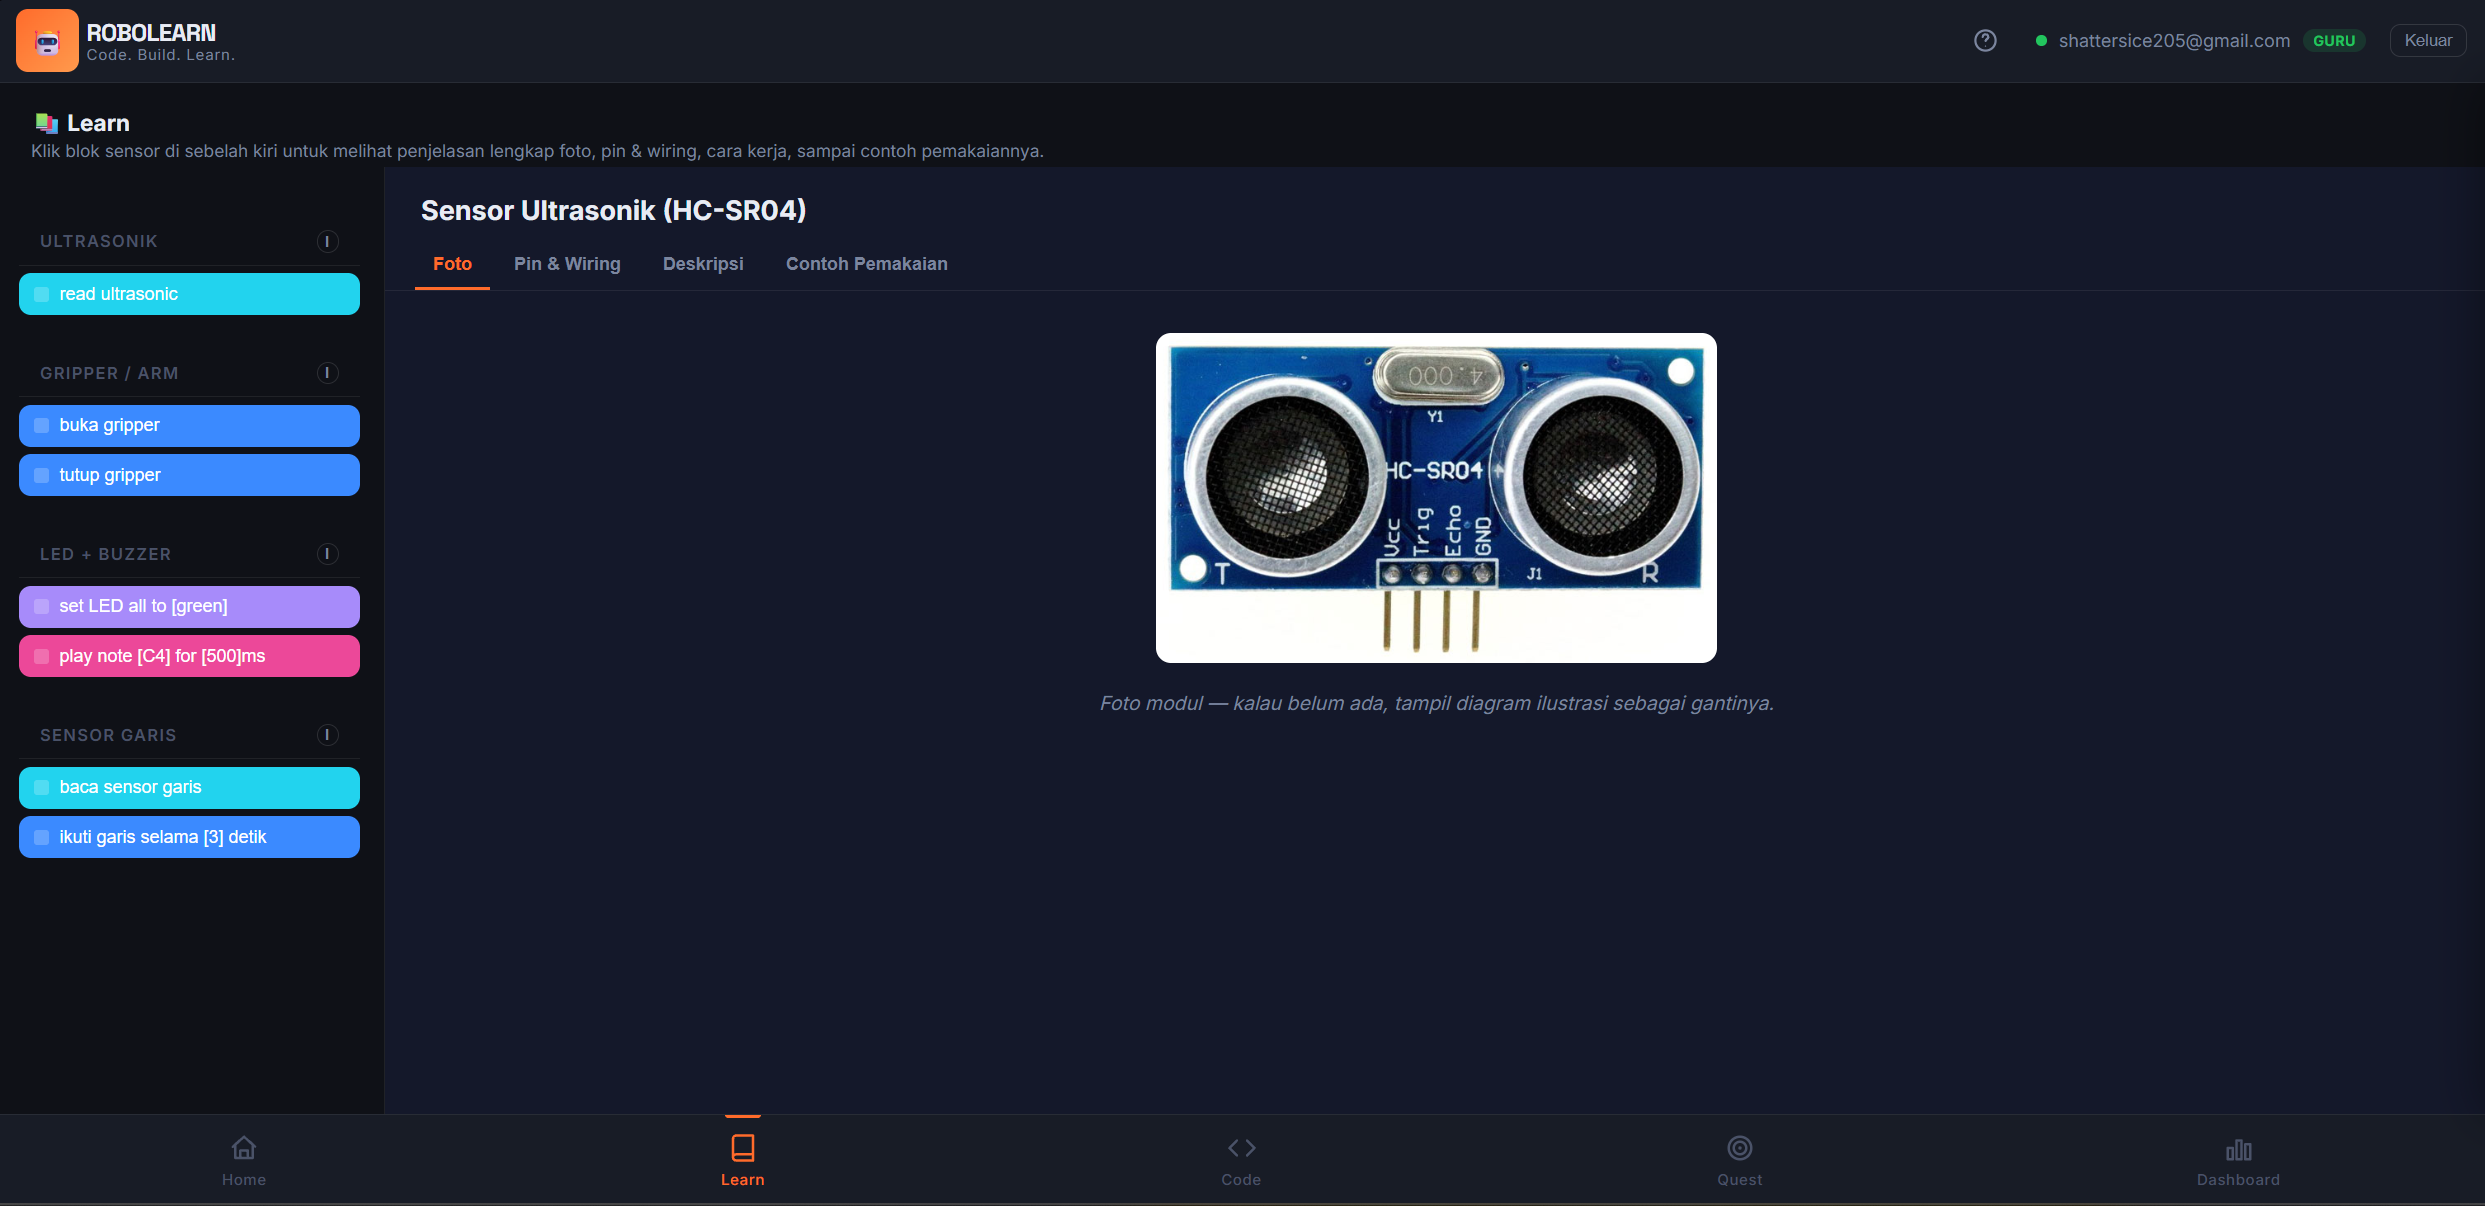 ROBOLEARN
Code. Build. Learn.
shattersice205@gmail.com GURU Keluar
Learn
Klik blok sensor di sebelah kiri untuk melihat penjelasan lengkap foto, pin & wiring, cara kerja, sampai contoh pemakaiannya.
ULTRASONIK I
read ultrasonic
GRIPPER / ARM I
buka gripper
tutup gripper
LED + BUZZER I
set LED all to [green]
play note [C4] for [500]ms
SENSOR GARIS I
baca sensor garis
ikuti garis selama [3] detik
Sensor Ultrasonik (HC-SR04)
Foto Pin & Wiring Deskripsi Contoh Pemakaian
4.000
Y1
HC-SR04
Vcc
Trig
Echo
GND
T
J1
R
Foto modul — kalau belum ada, tampil diagram ilustrasi sebagai gantinya.
Home Learn Code Quest Dashboard